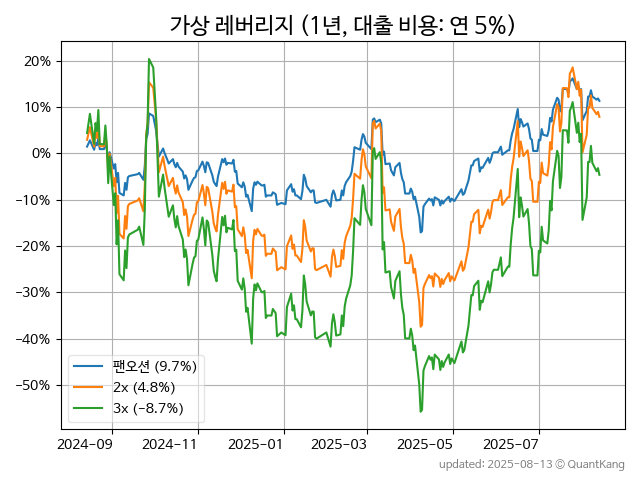 가상 레버리지 (1년, 대출 비용: 연 5%)
20%
10%
0%
−10%
−20%
−30%
−40%
−50%
팬오션 (9.7%)
2x (4.8%)
3x (−8.7%)
2024-09 2024-11 2025-01 2025-03 2025-05 2025-07
updated: 2025-08-13 ⓒ QuantKang